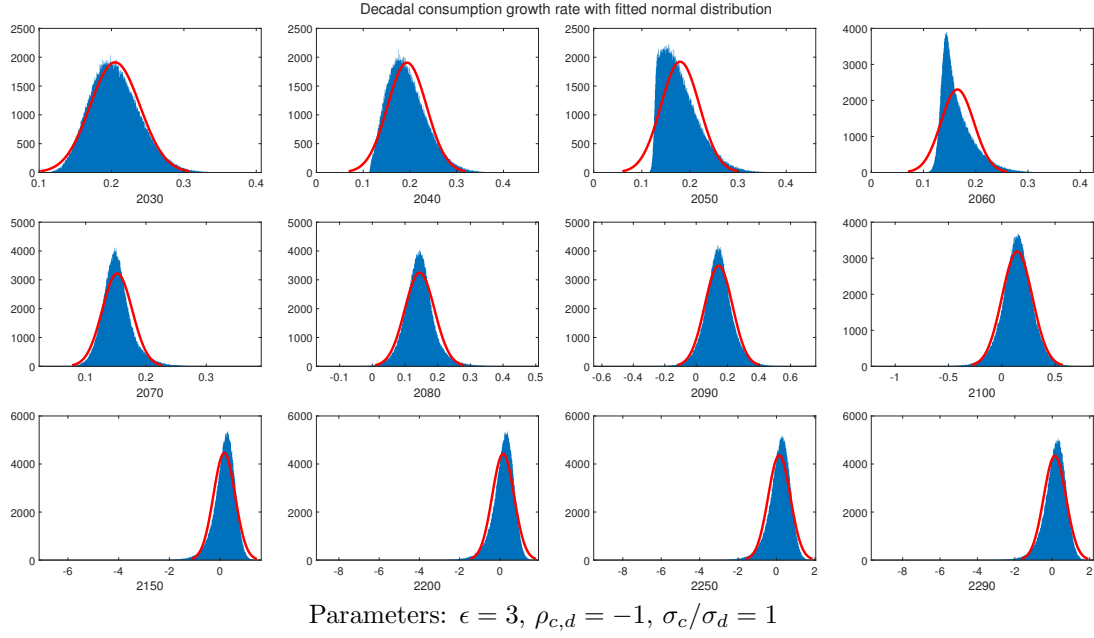 Decadal consumption growth rate with fitted normal distribution
2500 2000 1500 1000 500 0
0.1 0.2 0.3 0.4
2030
2500 2000 1500 1000 500 0
0 0.1 0.2 0.3 0.4
2040
2500 2000 1500 1000 500 0
0 0.1 0.2 0.3 0.4
2050
4000 3000 2000 1000 0
0 0.1 0.2 0.3 0.4
2060
5000 4000 3000 2000 1000 0
0.1 0.2 0.3
2070
5000 4000 3000 2000 1000 0
-0.1 0 0.1 0.2 0.3 0.4 0.5
2080
5000 4000 3000 2000 1000 0
-0.6 -0.4 -0.2 0 0.2 0.4 0.6
2090
4000 3000 2000 1000 0
-1 -0.5 0 0.5
2100
6000 4000 2000 0
-6 -4 -2 0
2150
6000 4000 2000 0
-6 -4 -2 0
2200
6000 4000 2000 0
-8 -6 -4 -2 0 2
2250
6000 4000 2000 0
-8 -6 -4 -2 0 2
2290
Parameters: ϵ = 3, ρc,d = −1, σc/σd = 1